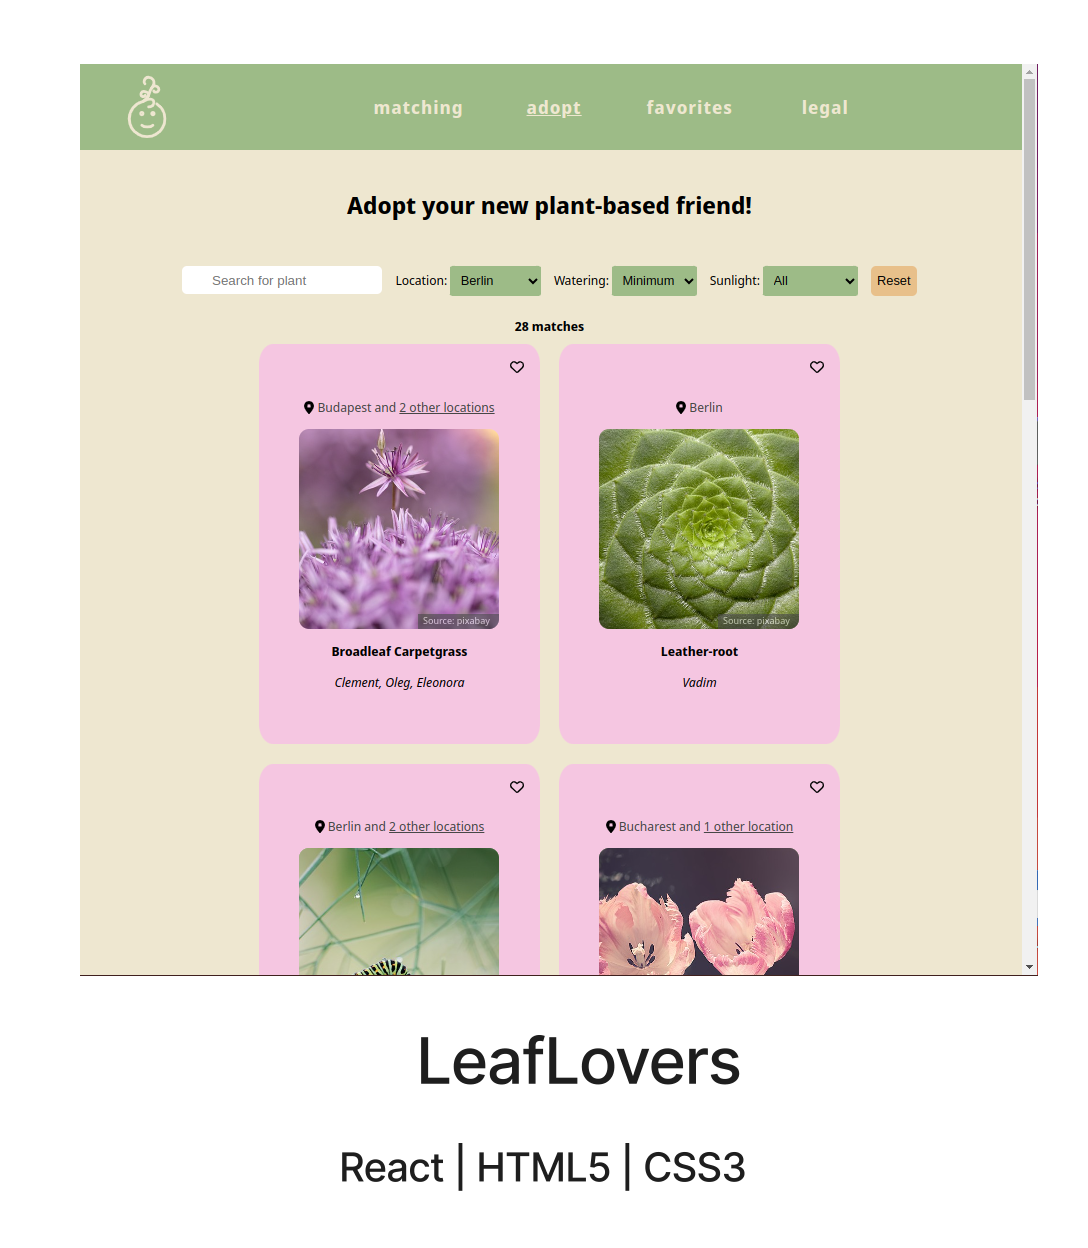 matching adopt favorites legal
Adopt your new plant-based friend!
Search for plant Location: Berlin Watering: Minimum Sunlight: All Reset
28 matches
Budapest and 2 other locations
Source: pixabay
Broadleaf Carpetgrass
Clement, Oleg, Eleonora
Berlin
Source: pixabay
Leather-root
Vadim
Berlin and 2 other locations
Bucharest and 1 other location
LeafLovers
React | HTML5 | CSS3